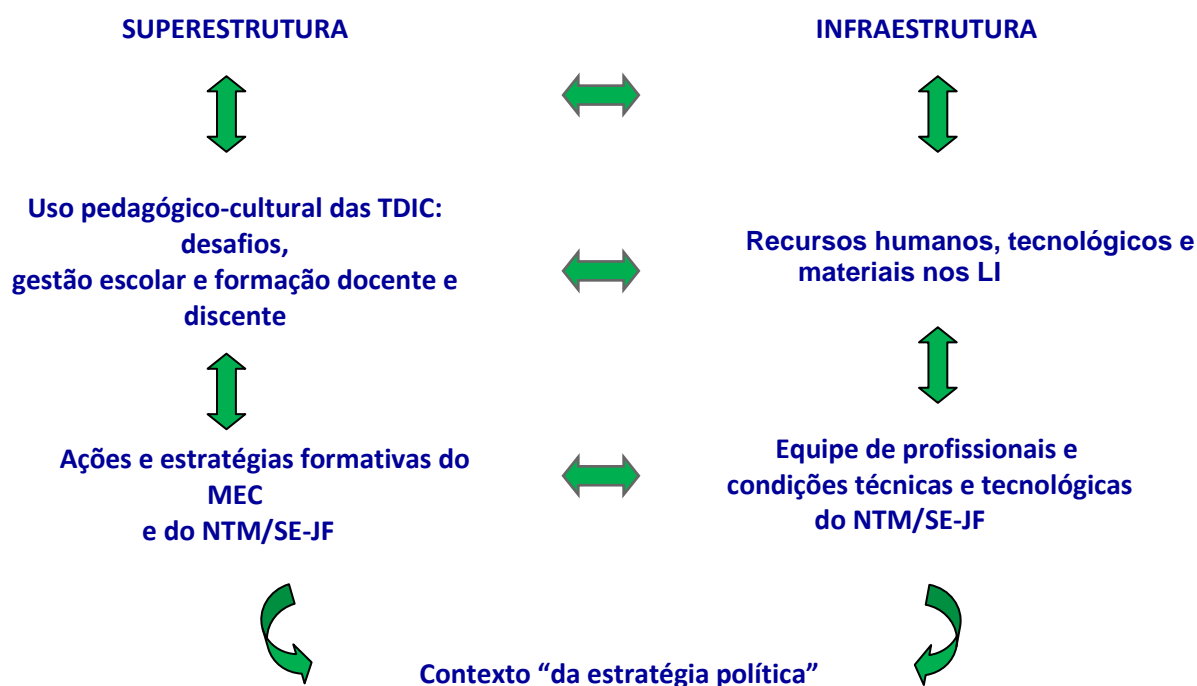 SUPERESTRUTURA
INFRAESTRUTURA
Uso pedagógico-cultural das TDIC:
desafios,
gestão escolar e formação docente e
discente
Recursos humanos, tecnológicos e
materiais nos LI
Ações e estratégias formativas do
MEC
e do NTM/SE-JF
Equipe de profissionais e
condições técnicas e tecnológicas
do NTM/SE-JF
Contexto “da estratégia política”